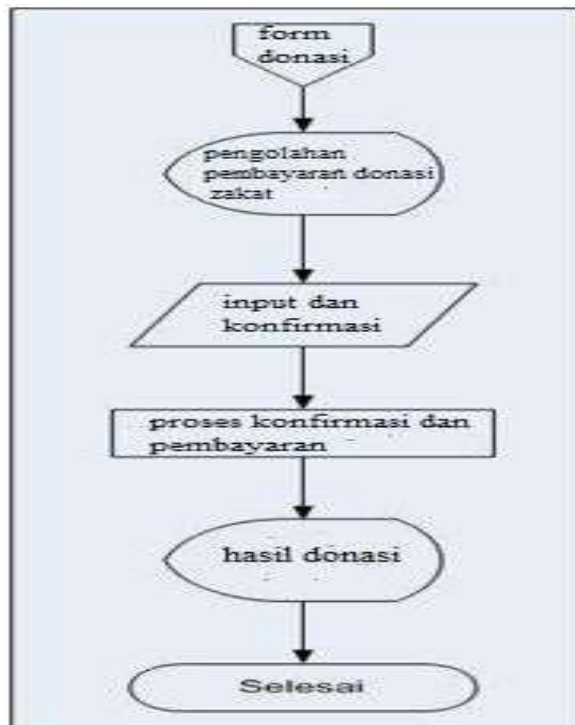 form
donasi
pengolahan
pembayaran donasi
zakat
input dan
konfirmasi
proses konfirmasi dan
pembayaran
hasil donasi
Selesai